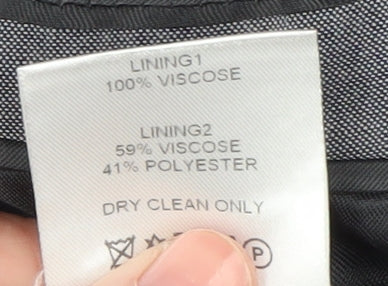 LINING1
100% VISCOSE
LINING2
59% VISCOSE
41% POLYESTER
DRY CLEAN ONLY
P